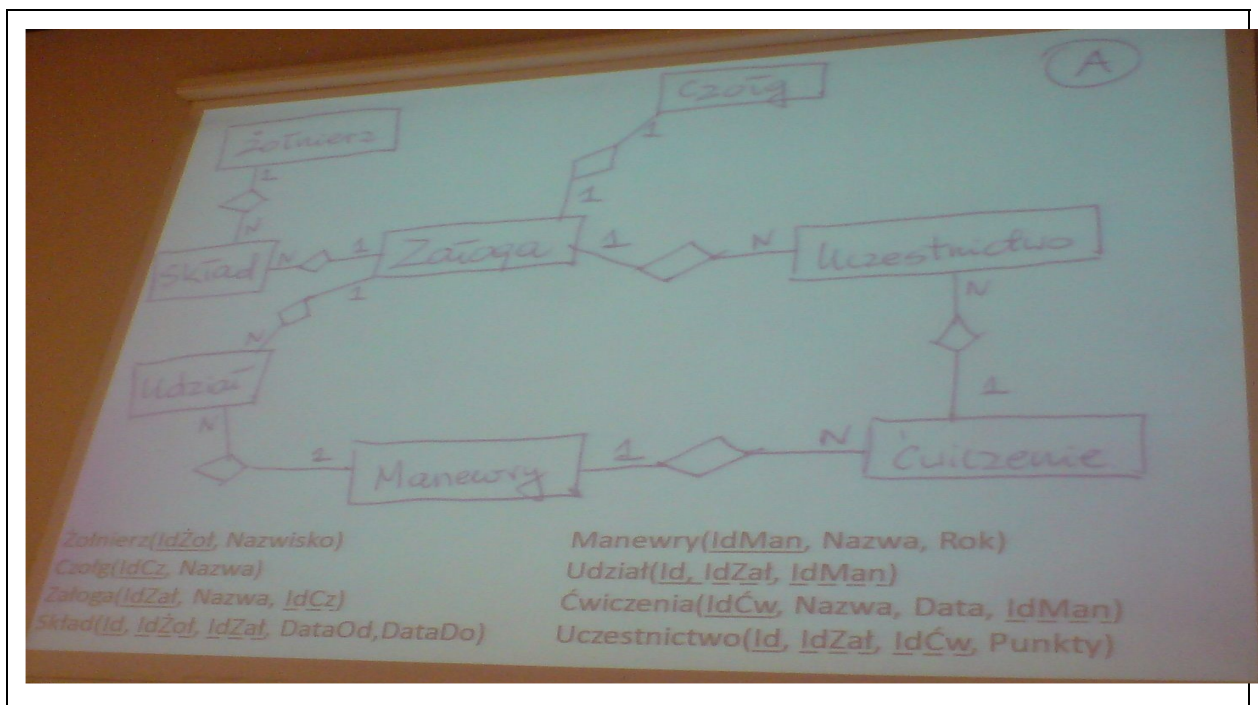 A
Czołg
1
1
Żołnierz
1
N
Skład
N
1
Załoga
1
N
Uczestnictwo
1
N
Udział
N
1
Manewry
1
N
Ćwiczenie
1
N
Żołnierz(IdŻoł, Nazwisko)
Czołg(IdCz, Nazwa)
Załoga(IdZał, Nazwa, IdCz)
Skład(Id, IdŻoł, IdZał, DataOd,DataDo)
Manewry(IdMan, Nazwa, Rok)
Udział(Id, IdZał, IdMan)
Ćwiczenia(IdĆw, Nazwa, Data, IdMan)
Uczestnictwo(Id, IdZał, IdĆw, Punkty)